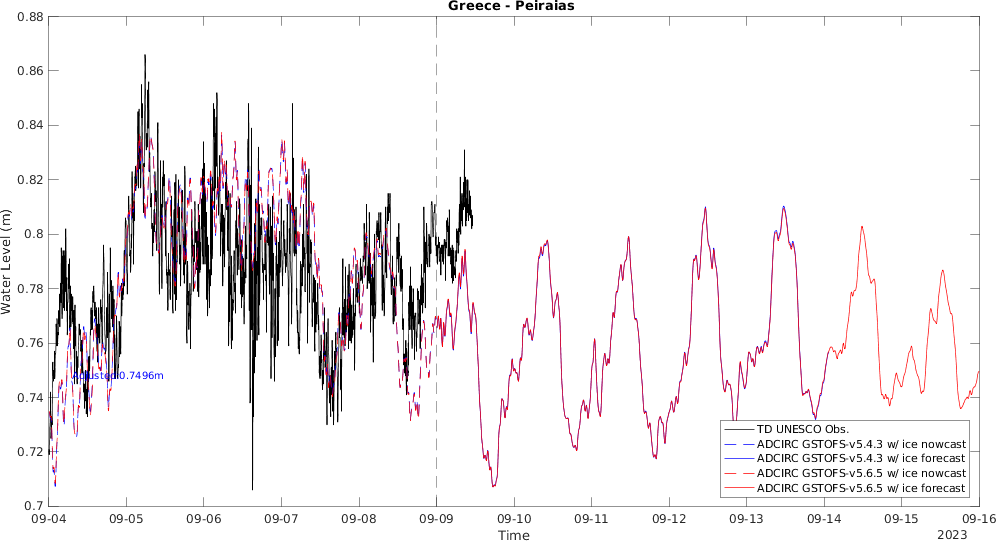 Greece - Peiraias
0.88
0.86
0.84
0.82
0.8
0.78
0.76
0.74
0.72
0.7
Water Level (m)
Adjusted 0.7496m
TD UNESCO Obs.
ADCIRC GSTOFS-v5.4.3 w/ ice nowcast
ADCIRC GSTOFS-v5.4.3 w/ ice forecast
ADCIRC GSTOFS-v5.6.5 w/ ice nowcast
ADCIRC GSTOFS-v5.6.5 w/ ice forecast
09-04 09-05 09-06 09-07 09-08 09-09 09-10 09-11 09-12 09-13 09-14 09-15 09-16
Time
2023